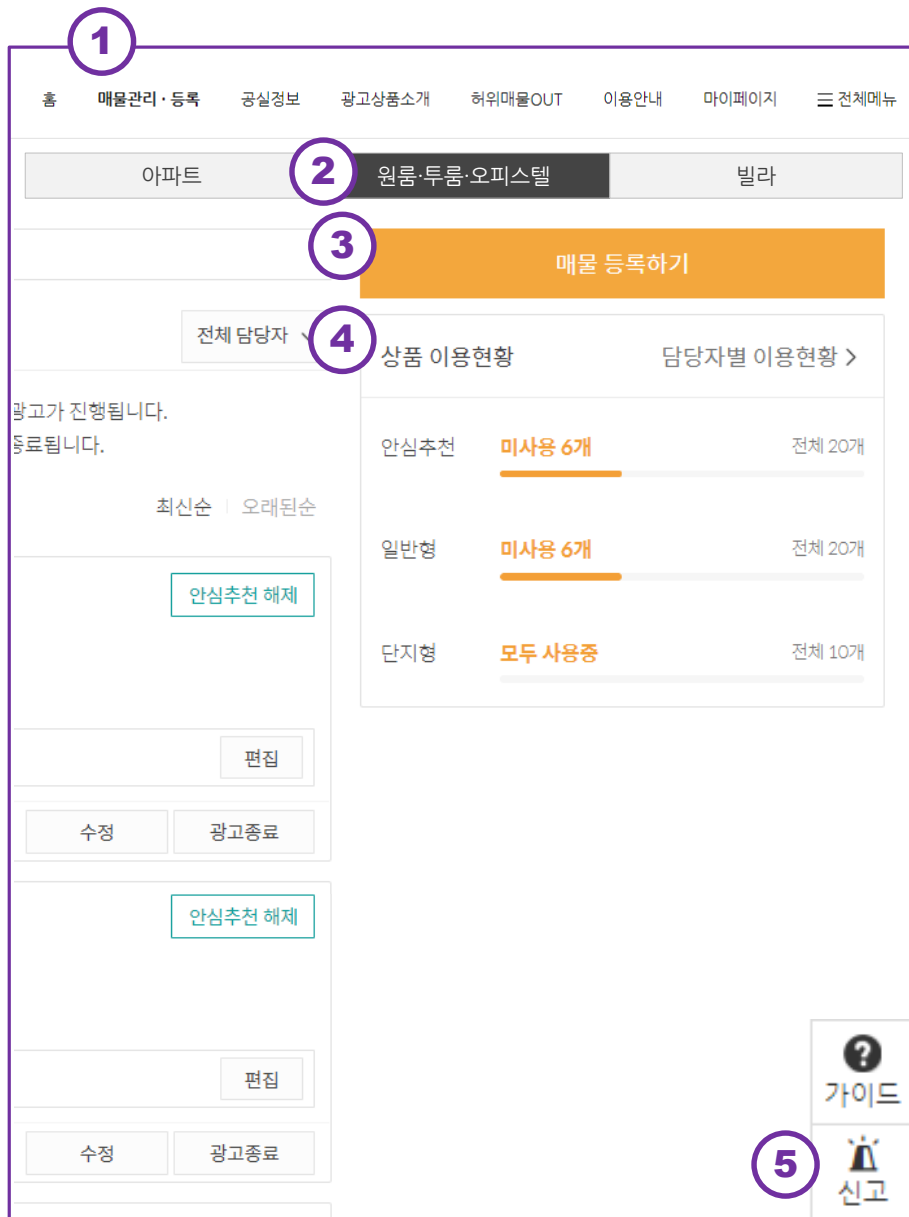 1
홈 매물관리·등록 공실정보 광고상품소개 허위매물OUT 이용안내 마이페이지 전체메뉴
아파트 2 원룸·투룸·오피스텔 빌라
3 매물 등록하기
전체 담당자 4
상품 이용현황 담당자별 이용현황
광고가 진행됩니다.
종료됩니다.
안심추천 미사용 6개 전체 20개
최신순 오래된순
일반형 미사용 6개 전체 20개
안심추천 해제
단지형 모두 사용중 전체 10개
편집
수정 광고종료
안심추천 해제
편집
수정 광고종료
가이드
5 신고